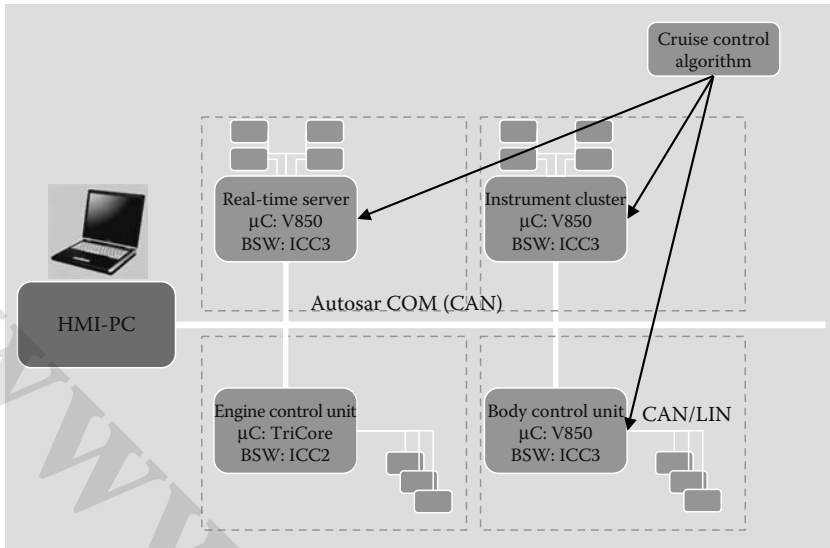 Cruise control
algorithm
Real-time server
µC: V850
BSW: ICC3
Instrument cluster
µC: V850
BSW: ICC3
HMI-PC
Autosar COM (CAN)
Engine control unit
µC: TriCore
BSW: ICC2
Body control unit
µC: V850
BSW: ICC3
CAN/LIN